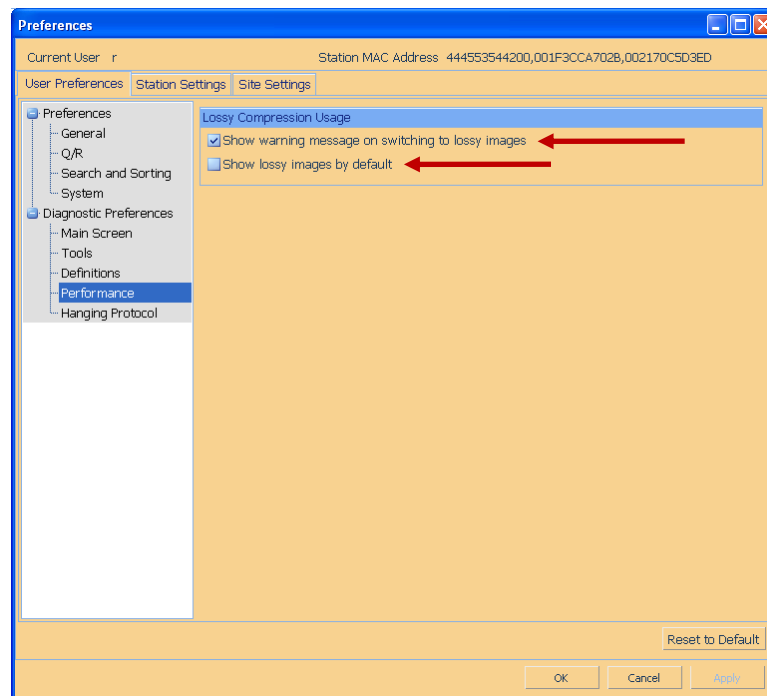 Preferences
Current User r Station MAC Address 444553544200,001F3CCA702B,002170C5D3ED
User Preferences Station Settings Site Settings
Preferences
General
Q/R
Search and Sorting
System
Diagnostic Preferences
Main Screen
Tools
Definitions
Performance
Hanging Protocol
Lossy Compression Usage
Show warning message on switching to lossy images
Show lossy images by default
Reset to Default
OK Cancel Apply